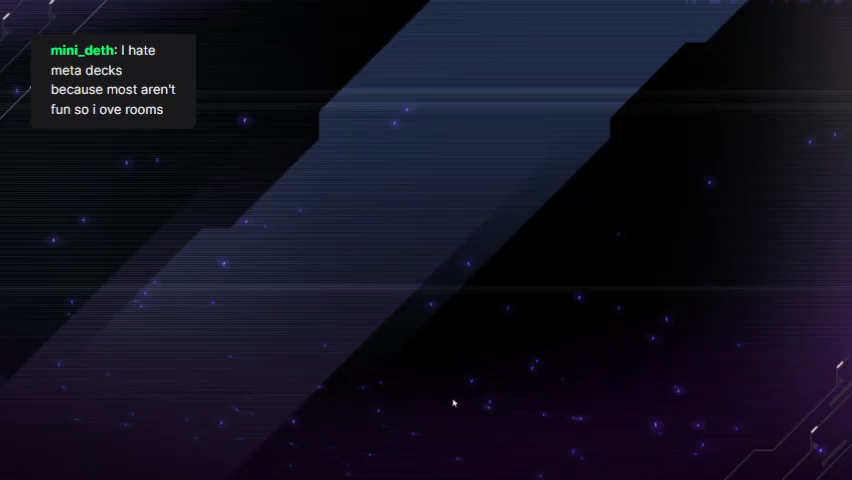 mini_deth: I hate
meta decks
because most aren't
fun so i ove rooms